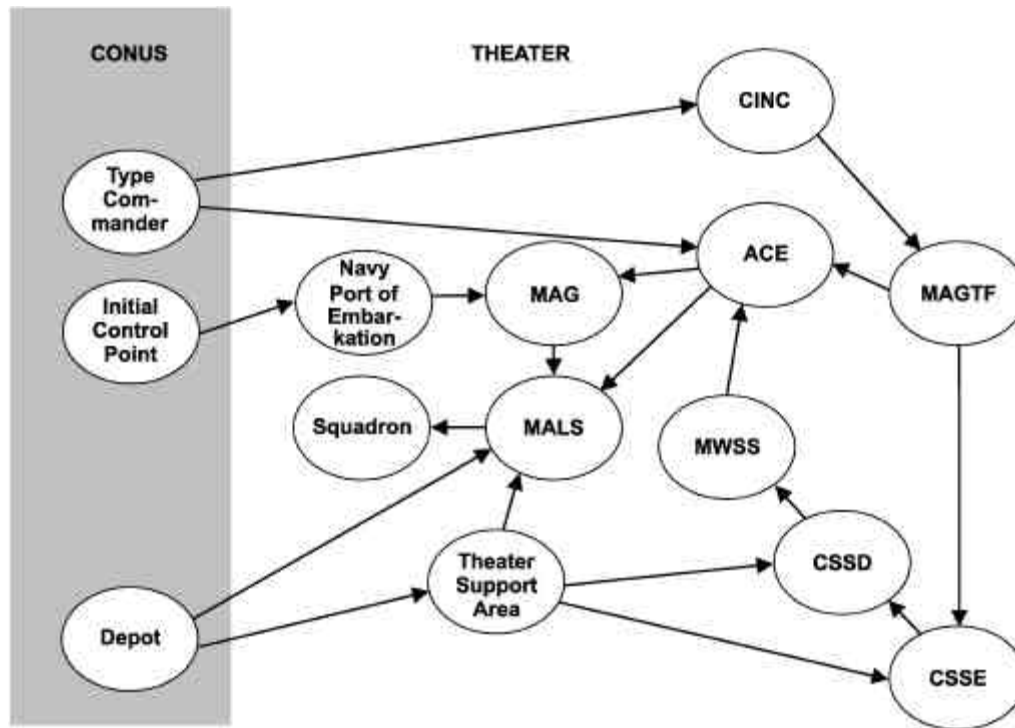 CONUS
THEATER
CINC
Type
Com-
mander
ACE
Navy
Port of
Embar-
kation
MAG
MAGTF
Initial
Control
Point
Squadron
MALS
MWSS
CSSD
Theater
Support
Area
Depot
CSSE